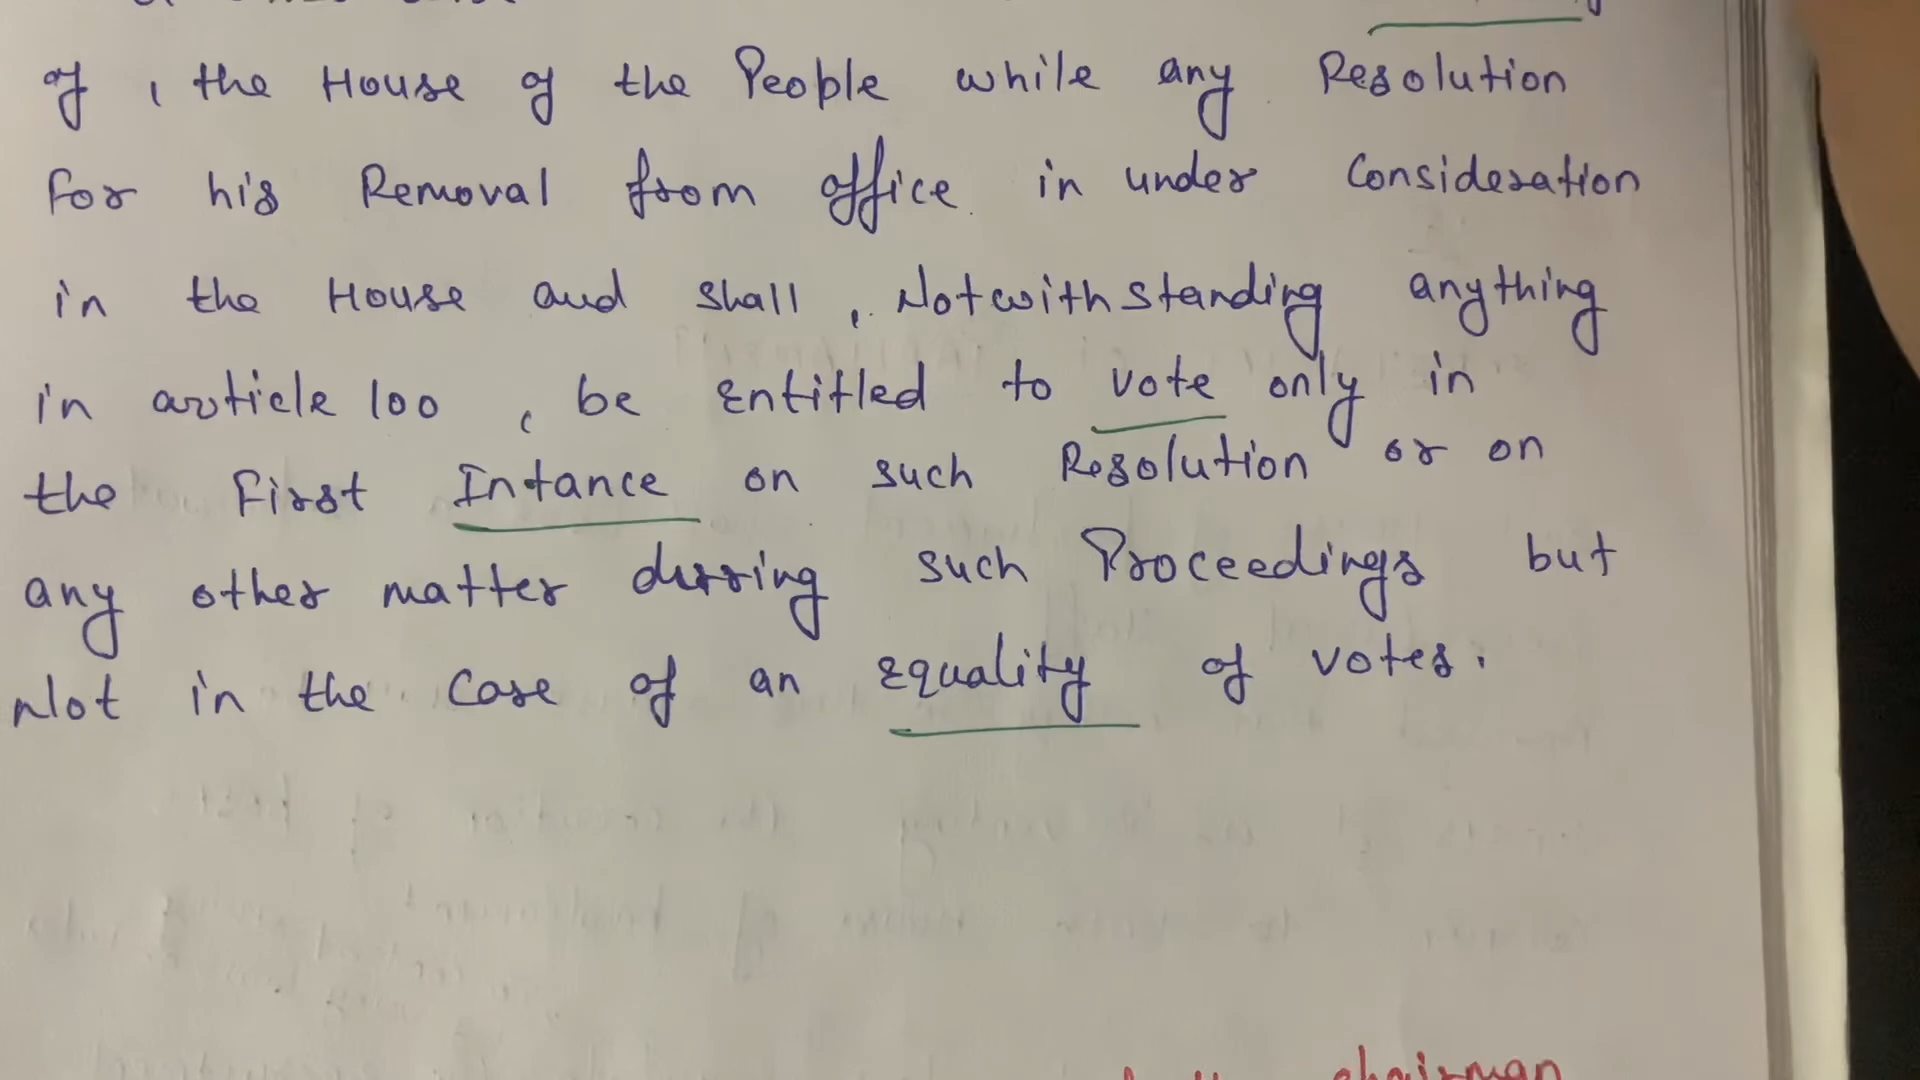 of , the House of the People while any Resolution
for his Removal from office in under Consideration
in the House and shall , Notwithstanding anything
in article 100 , be Entitled to vote only in
the First Intance on such Resolution or on
any other matter during such Proceedings but
Not in the Case of an Equality of votes.
chairman